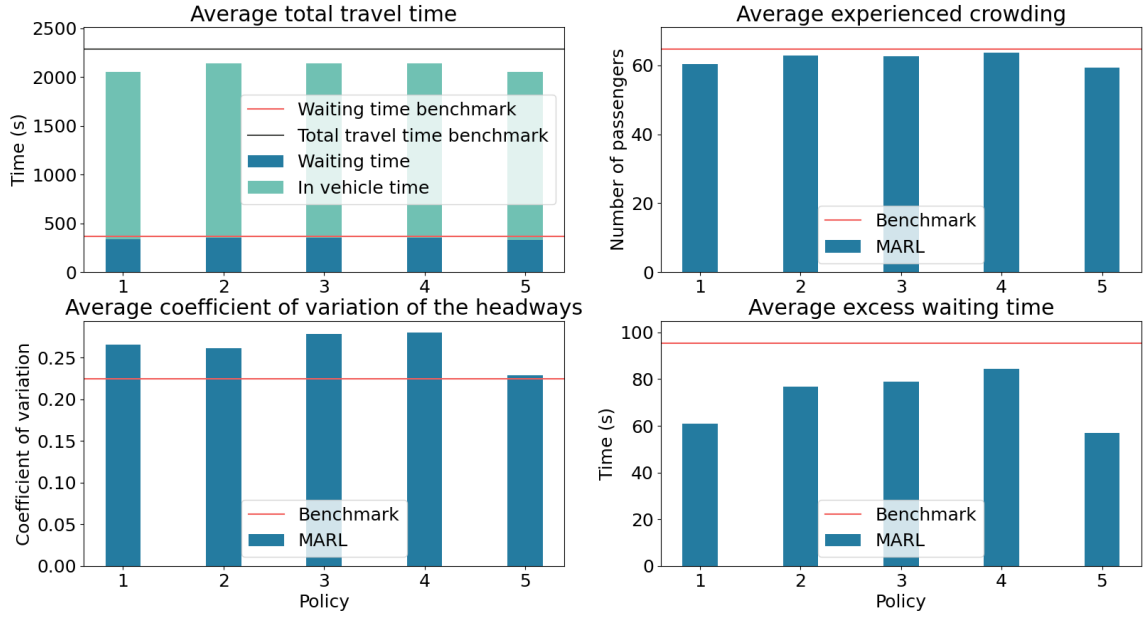 Average total travel time
2500
2000
1500
1000
500
0
Time (s)
Waiting time benchmark
Total travel time benchmark
Waiting time
In vehicle time
1 2 3 4 5
Average experienced crowding
60
40
20
0
Number of passengers
Benchmark
MARL
1 2 3 4 5
Average coefficient of variation of the headways
0.25
0.20
0.15
0.10
0.05
0.00
Coefficient of variation
Benchmark
MARL
1 2 3 4 5
Policy
Average excess waiting time
100
80
60
40
20
0
Time (s)
Benchmark
MARL
1 2 3 4 5
Policy